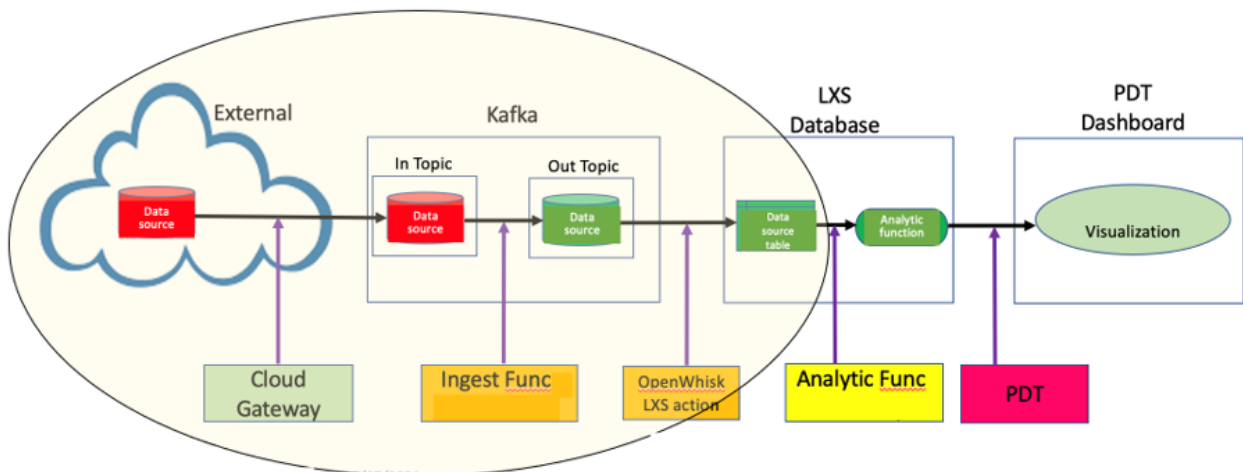 External
Kafka
LXS
Database
PDT
Dashboard
In Topic
Out Topic
Data
source
Data
source
Data
source
Data
source
table
Analytic
function
Visualization
Cloud
Gateway
Ingest Func
OpenWhisk
LXS action
Analytic Func
PDT